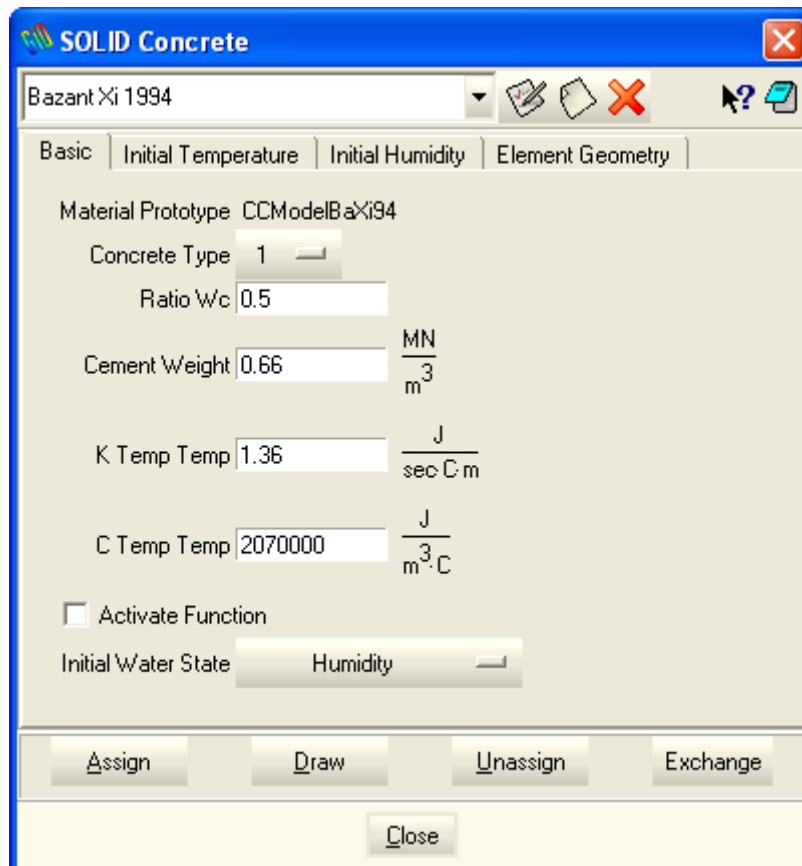 SOLID Concrete
Bazant Xi 1994
Basic Initial Temperature Initial Humidity Element Geometry
Material Prototype CCModelBaXi94
Concrete Type 1
Ratio Wc 0.5
Cement Weight 0.66 MN/m³
K Temp Temp 1.36 J/sec·C·m
C Temp Temp 2070000 J/m³·C
Activate Function
Initial Water State Humidity
Assign Draw Unassign Exchange
Close